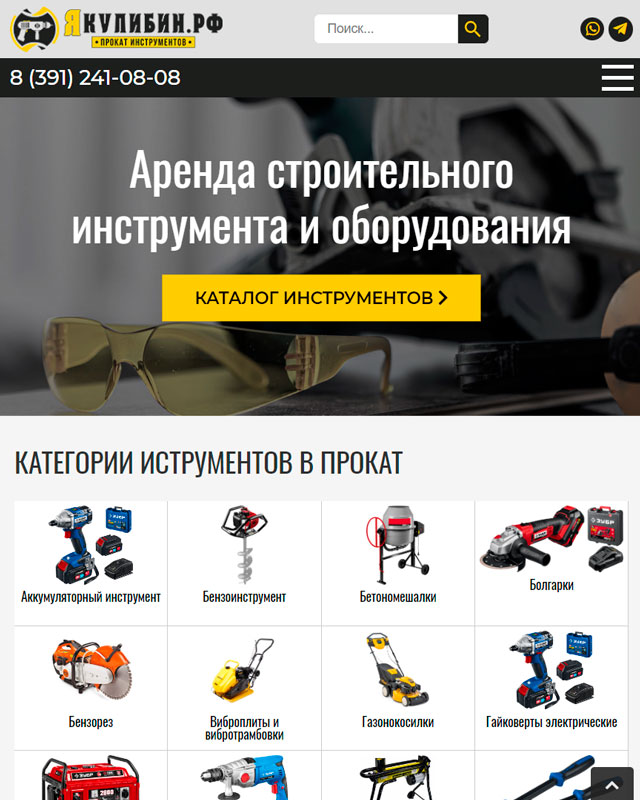 ЯКУЛИБИН.РФ
• ПРОКАТ ИНСТРУМЕНТОВ •
Поиск...
8 (391) 241-08-08
Аренда строительного
инструмента и оборудования
КАТАЛОГ ИНСТРУМЕНТОВ
КАТЕГОРИИ ИСТРУМЕНТОВ В ПРОКАТ
Аккумуляторный инструмент
Бензоинструмент
Бетономешалки
Болгарки
Бензорез
Виброплиты и
вибротрамбовки
Газонокосилки
Гайковерты электрические